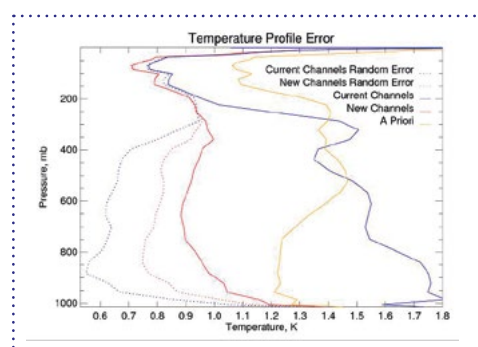 Temperature Profile Error
Current Channels Random Error
New Channels Random Error
Current Channels
New Channels
A Priori
Pressure, mb
200
400
600
800
1000
0.6 0.7 0.8 0.9 1.0 1.1 1.2 1.3 1.4 1.5 1.6 1.7 1.8
Temperature, K